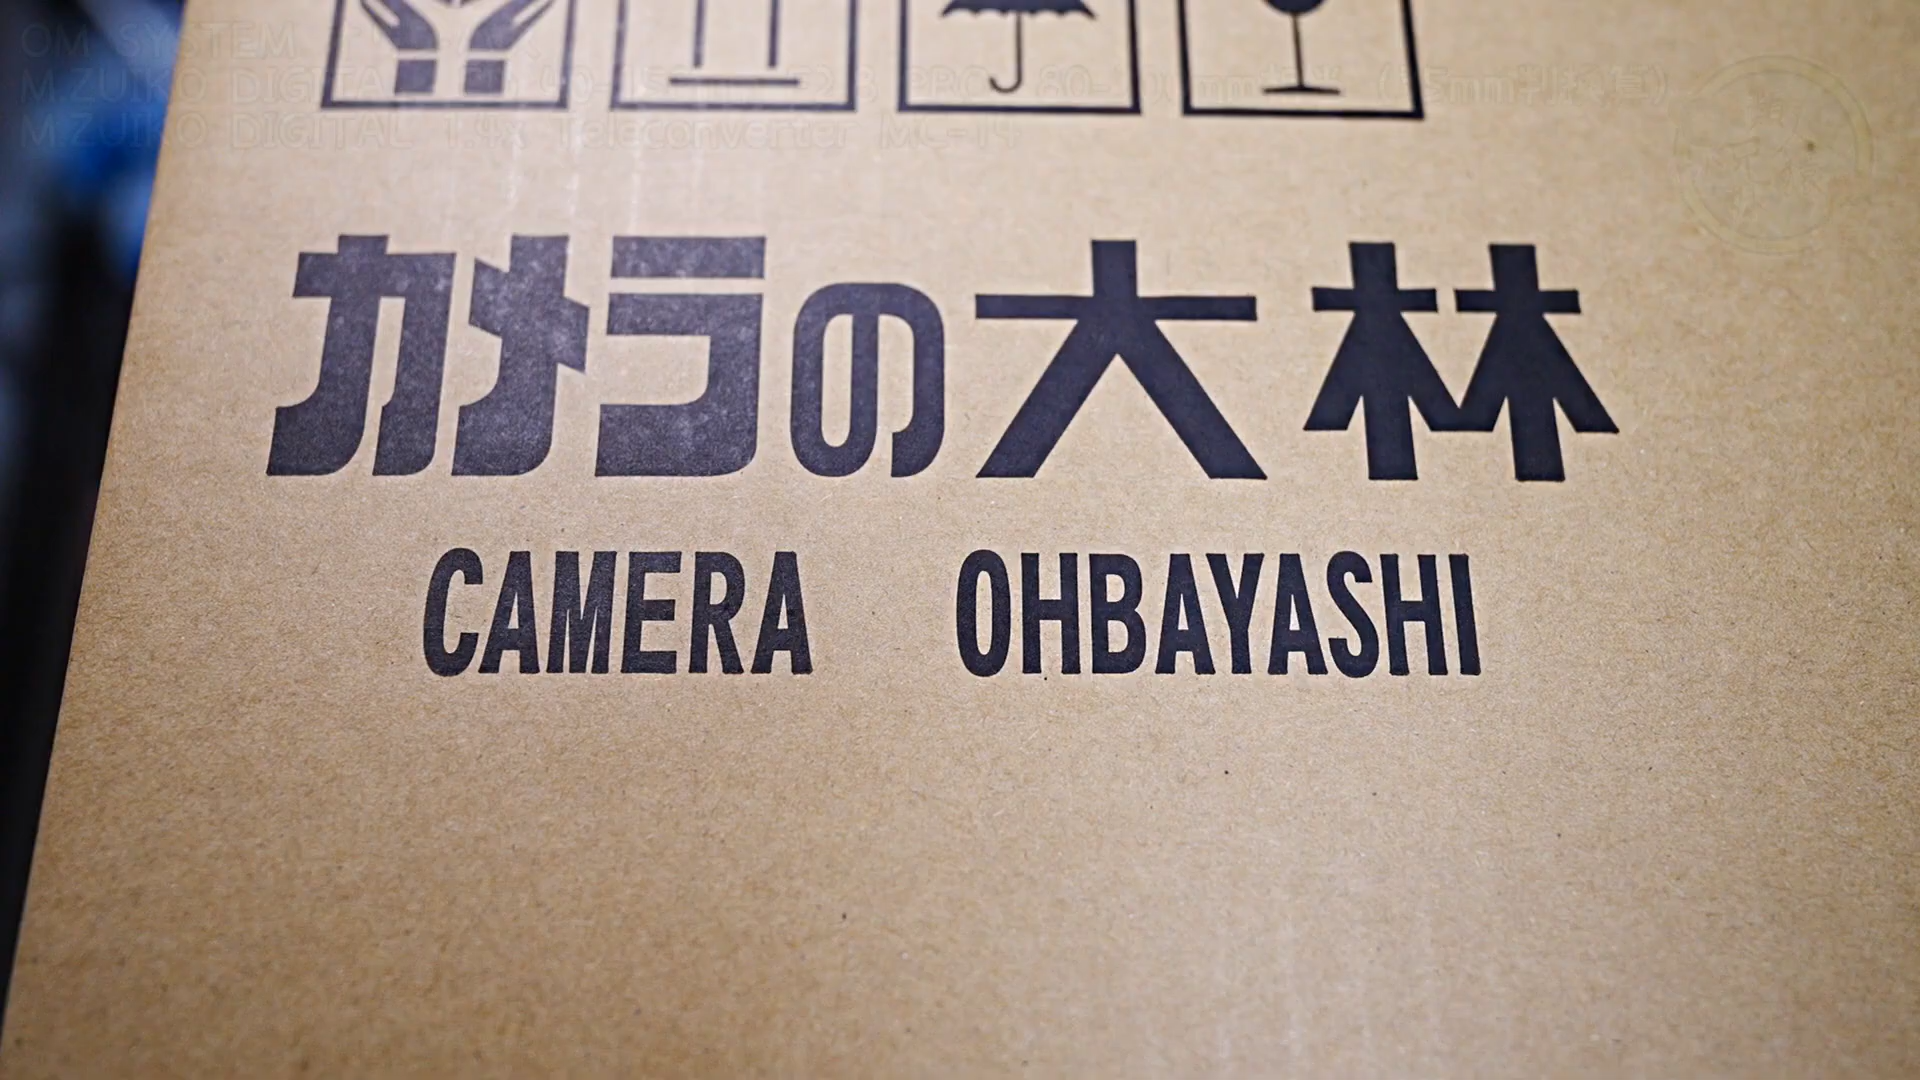 OM SYSTEM
M.ZUIKO DIGITAL
M.ZUIKO DIGITAL 1.4x Teleconverter MC-14
カメラの大林
CAMERA OHBAYASHI